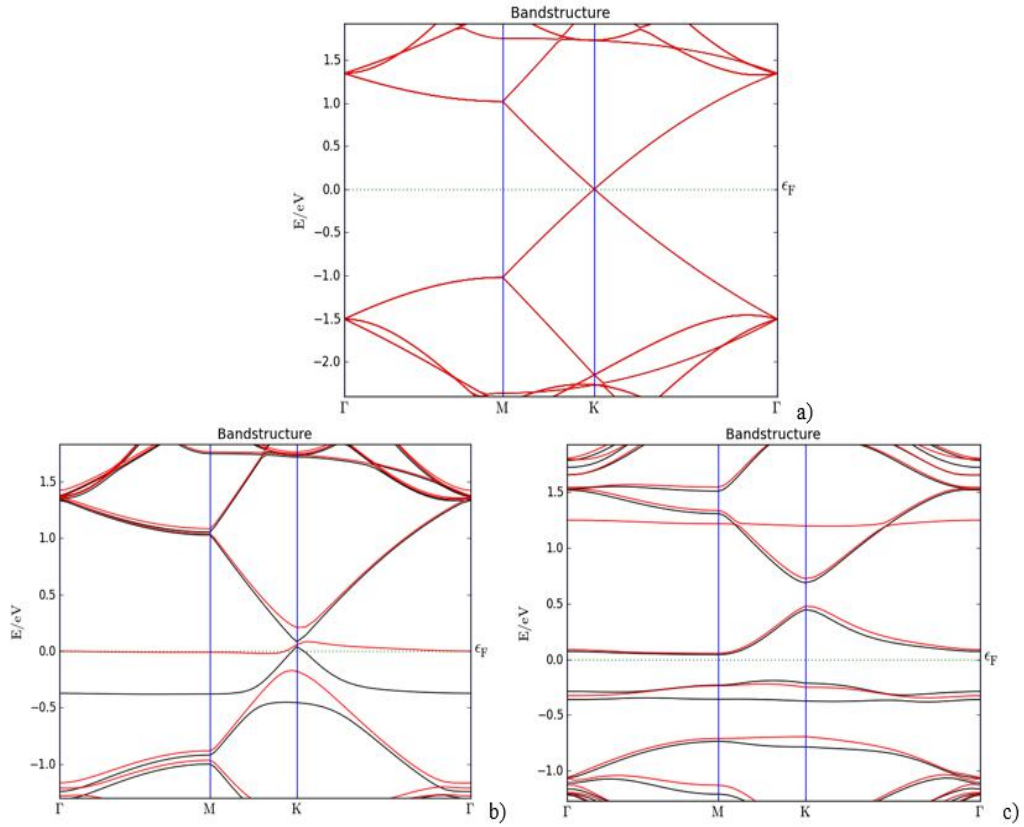 Bandstructure
E/eV
1.5
1.0
0.5
0.0
−0.5
−1.0
−1.5
−2.0
ϵF
Γ M K Γ
a)
Bandstructure
E/eV
1.5
1.0
0.5
0.0
−0.5
−1.0
ϵF
Γ M K Γ
b)
Bandstructure
E/eV
1.5
1.0
0.5
0.0
−0.5
−1.0
ϵF
Γ M K Γ
c)